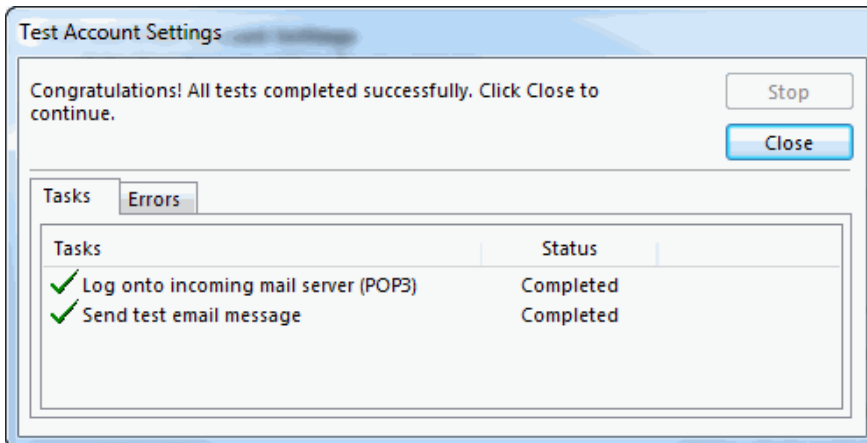 Test Account Settings
Congratulations! All tests completed successfully. Click Close to
continue.
Stop
Close
Tasks
Errors
Tasks Status
Log onto incoming mail server (POP3) Completed
Send test email message Completed